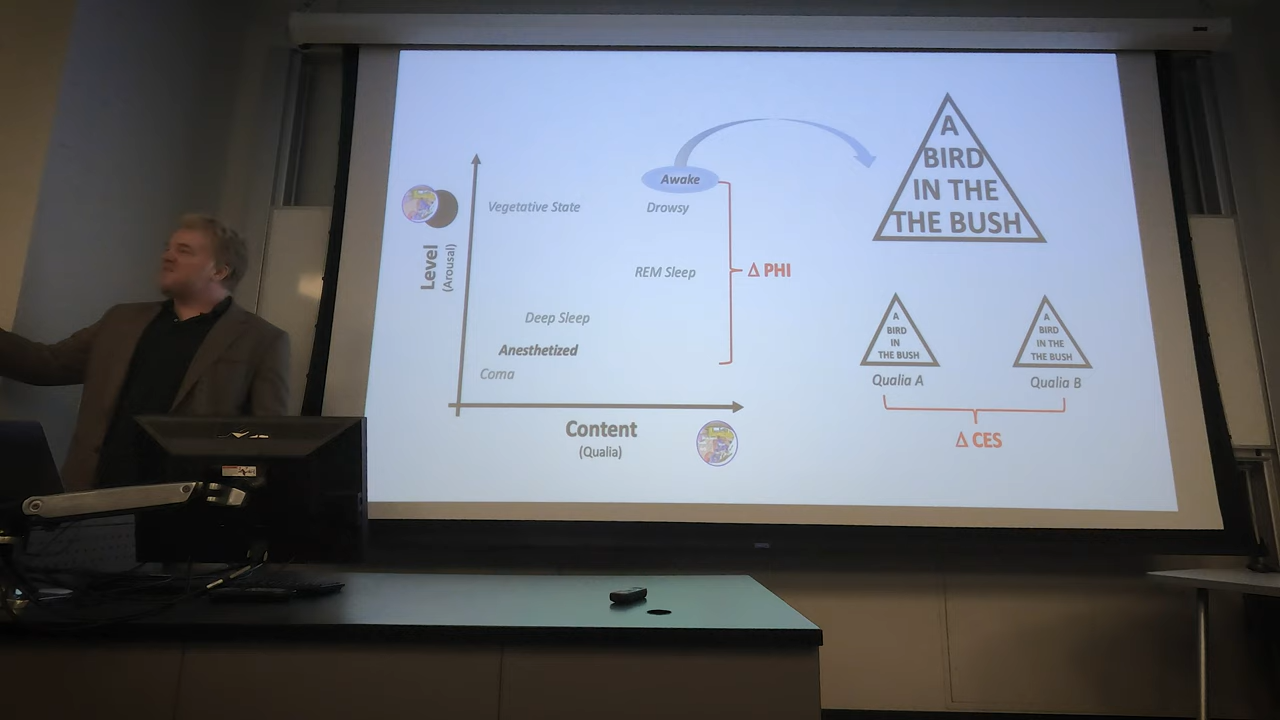 Level
(Arousal)
Vegetative State
Awake
Drowsy
REM Sleep
Deep Sleep
Anesthetized
Coma
Δ PHI
Content
(Qualia)
A
BIRD
IN THE
THE BUSH
A
BIRD
IN
THE BUSH
Qualia A
A
BIRD
IN THE
THE BUSH
Qualia B
Δ CES